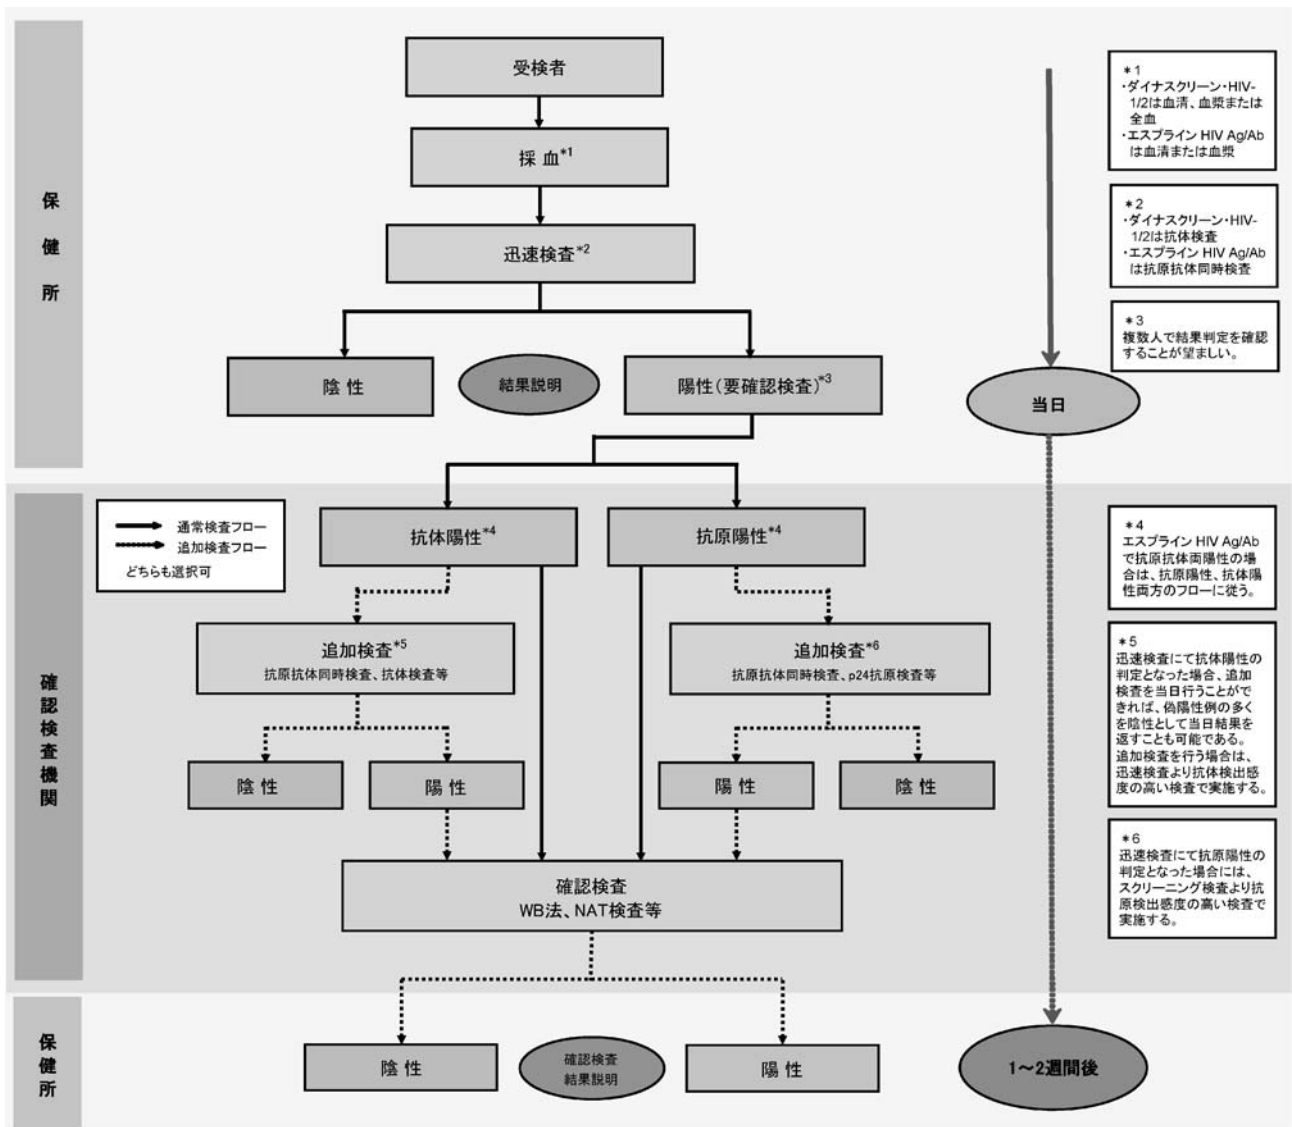 保健所
受検者
採 血*1
迅速検査*2
陰 性
結果説明
陽性(要確認検査)*3
当日
*1
・ダイナスクリーン・HIV-
1/2は血清、血漿または
全血
・エスプライン HIV Ag/Ab
は血清または血漿
*2
・ダイナスクリーン・HIV-
1/2は抗体検査
・エスプライン HIV Ag/Ab
は抗原抗体同時検査
*3
複数人で結果判定を確認
することが望ましい。
確認検査機関
通常検査フロー
追加検査フロー
どちらも選択可
抗体陽性*4
抗原陽性*4
追加検査*5
抗原抗体同時検査、抗体検査等
追加検査*6
抗原抗体同時検査、p24抗原検査等
陰 性
陽 性
陽 性
陰 性
確認検査
WB法、NAT検査等
*4
エスプライン HIV Ag/Ab
で抗原抗体両陽性の場
合は、抗原陽性、抗体陽
性両方のフローに従う。
*5
迅速検査にて抗体陽性の
判定となった場合、追加
検査を当日行うことがで
きれば、偽陽性例の多く
を陰性として当日結果を
返すことも可能である。
追加検査を行う場合は、
迅速検査より抗体検出感
度の高い検査で実施する。
*6
迅速検査にて抗原陽性の
判定となった場合には、
スクリーニング検査より抗
原検出感度の高い検査で
実施する。
保健所
陰 性
確認検査
結果説明
陽 性
1〜2週間後